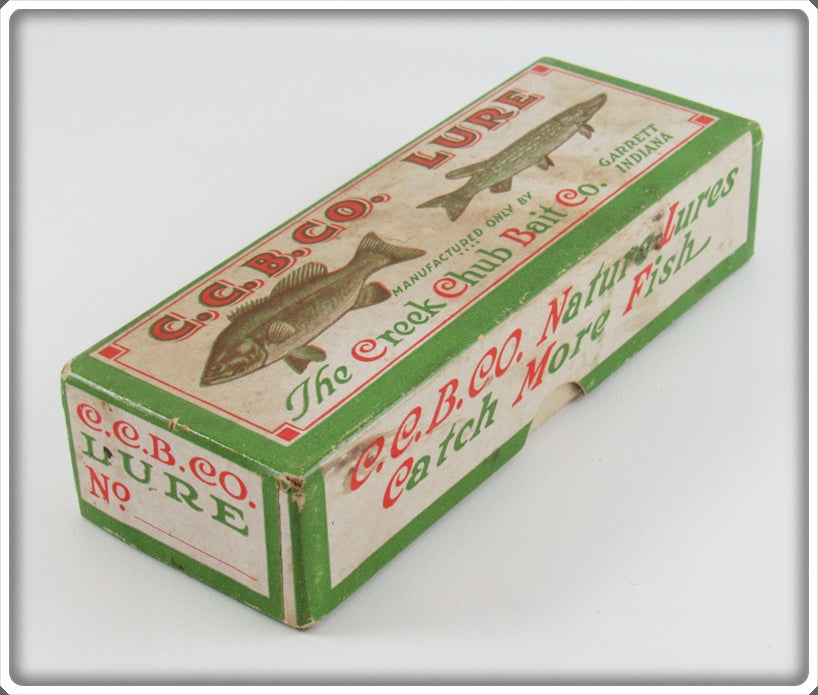 C.C.B.CO. LURE
MANUFACTURED ONLY BY
The Creek Chub Bait Co.
GARRETT
INDIANA
C.C.B.CO. Nature Lures
Catch More Fish
C.C.B.CO.
LURE
No.